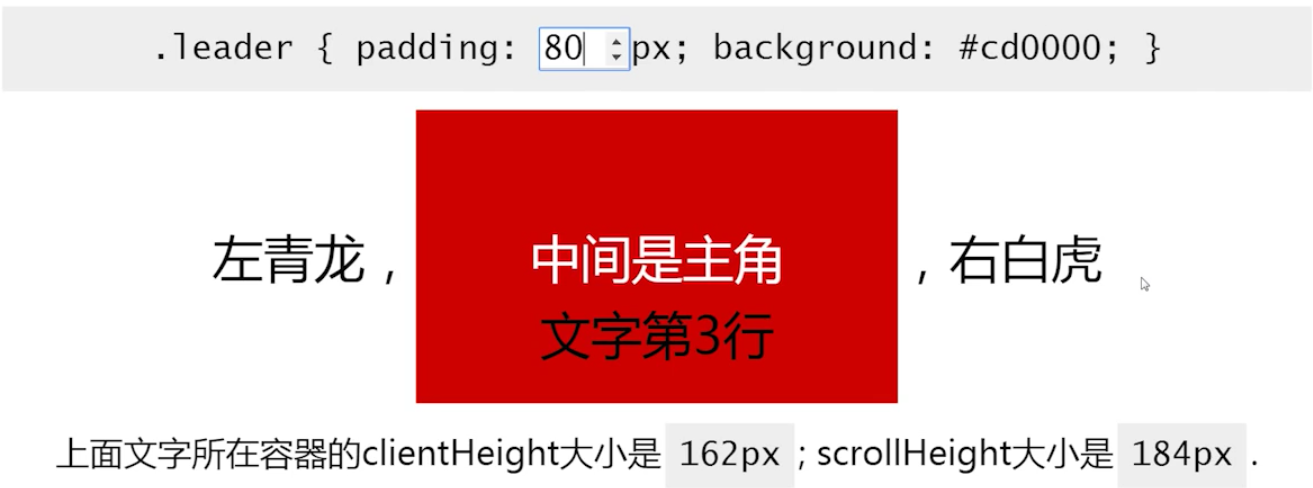 .leader { padding: 80px; background: #cd0000; }
左青龙， 中间是主角 ，右白虎
文字第3行
上面文字所在容器的clientHeight大小是 162px ; scrollHeight大小是 184px .